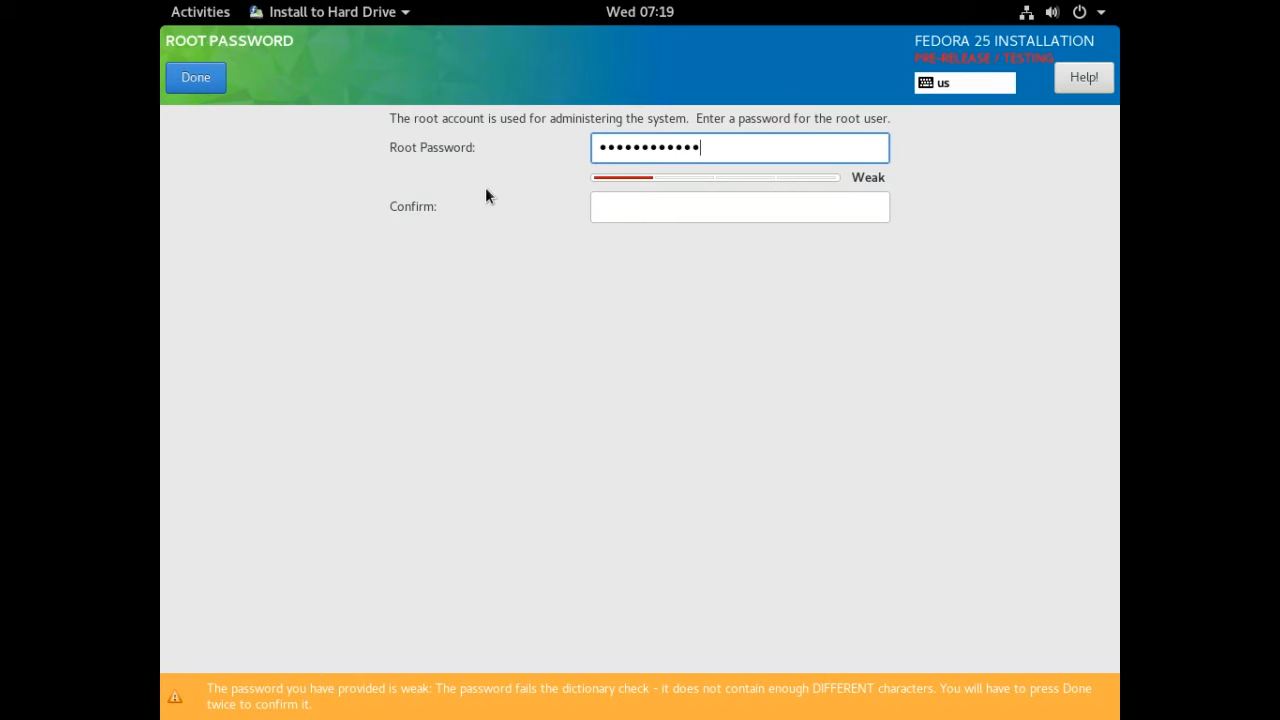 Activities Install to Hard Drive Wed 07:19
ROOT PASSWORD FEDORA 25 INSTALLATION
PRE-RELEASE / TESTING
Done us Help!
The root account is used for administering the system. Enter a password for the root user.
Root Password: ●●●●●●●●●●●●
Weak
Confirm:
The password you have provided is weak: The password fails the dictionary check - it does not contain enough DIFFERENT characters. You will have to press Done
twice to confirm it.